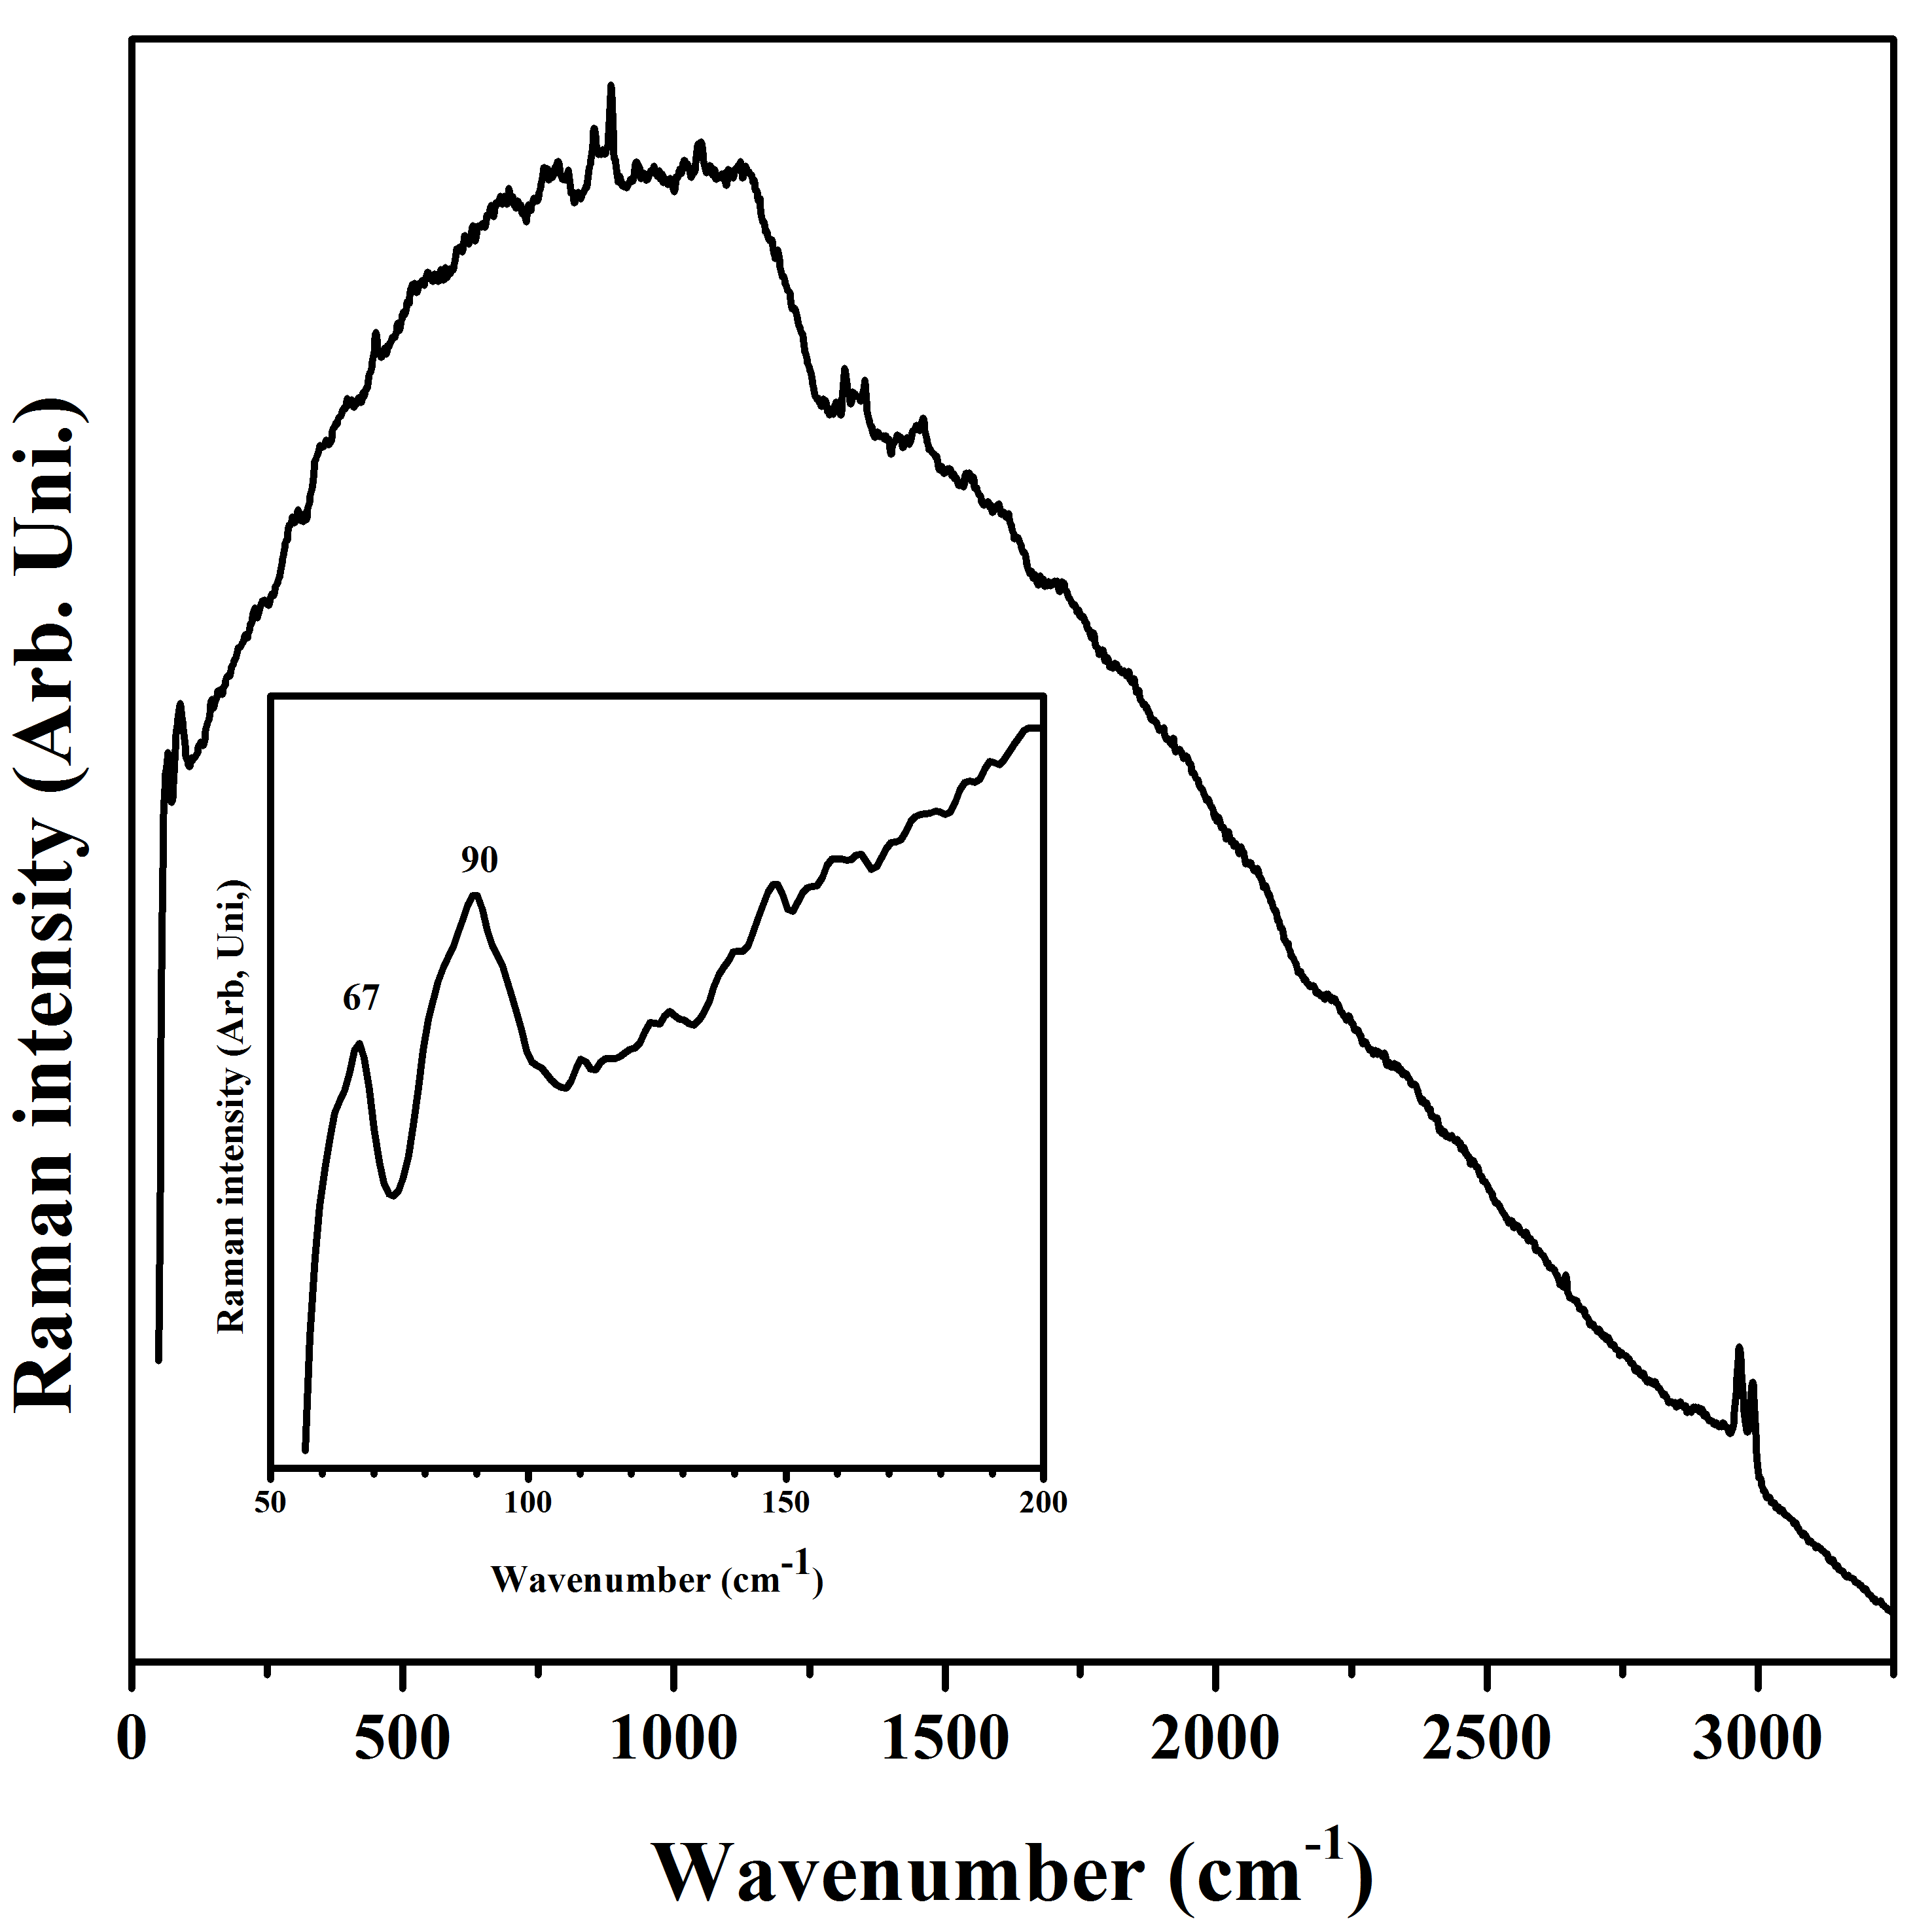 Raman intensity (Arb. Uni.)
90
67
Raman intensity (Arb, Uni,)
50 100 150 200
Wavenumber (cm-1)
0 500 1000 1500 2000 2500 3000
Wavenumber (cm-1)